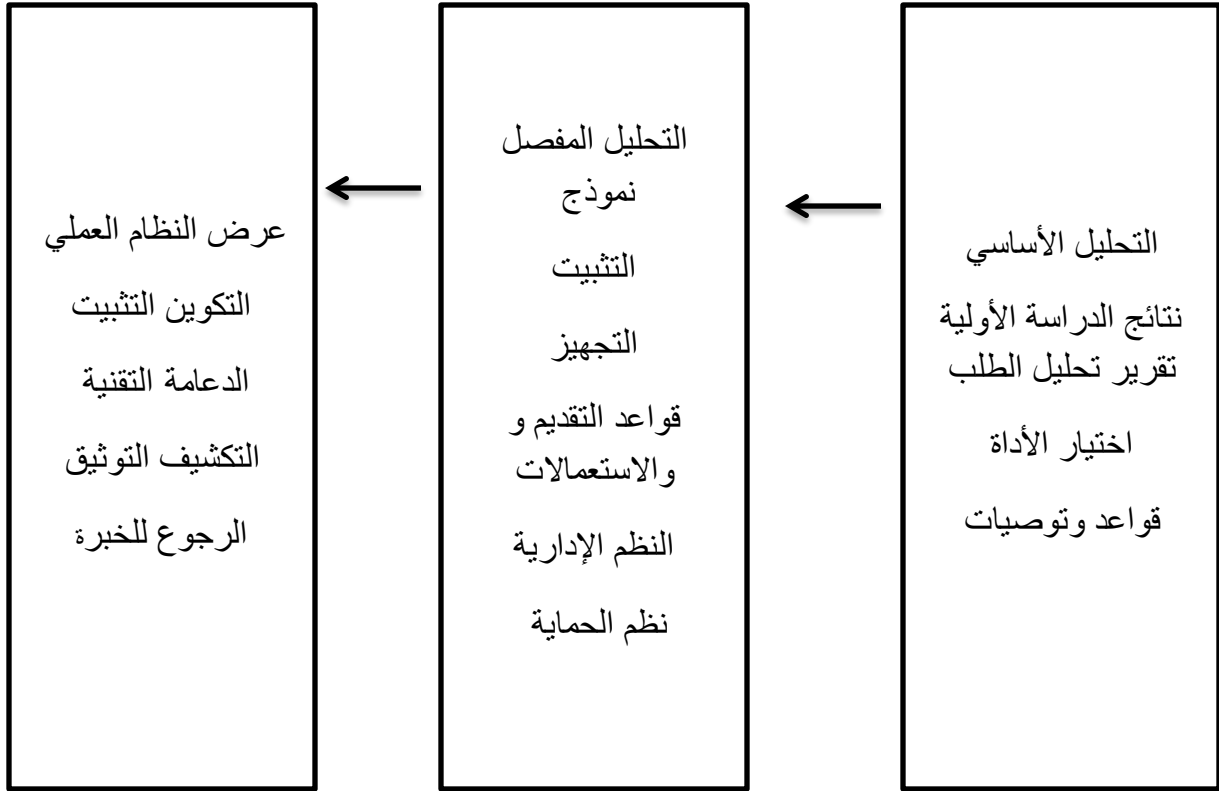 التحليل الأساسي
نتائج الدراسة الأولية
تقرير تحليل الطلب
اختيار الأداة
قواعد وتوصيات
التحليل المفصل
نموذج
التثبيت
التجهيز
قواعد التقديم و
والاستعمالات
النظم الإدارية
نظم الحماية
عرض النظام العملي
التكوين التثبيت
الدعامة التقنية
التكشيف التوثيق
الرجوع للخبرة